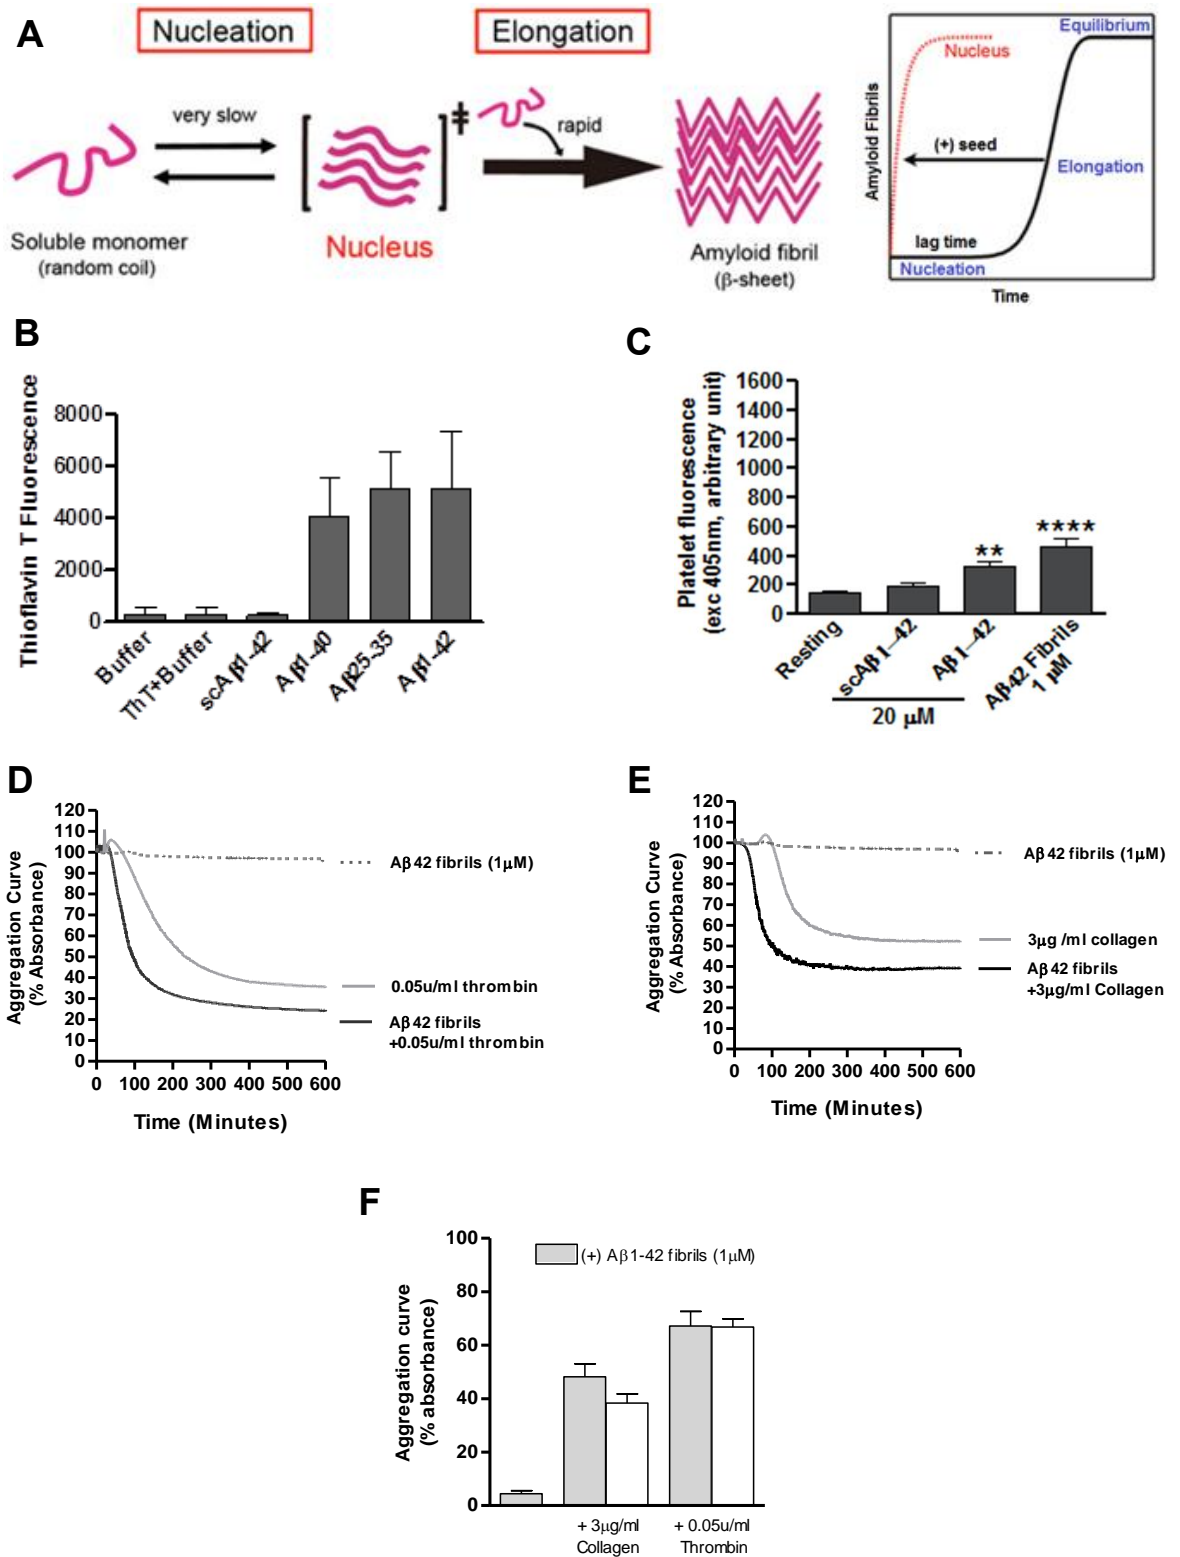 A
Nucleation
Elongation
very slow
rapid
‡
Soluble monomer
(random coil)
Nucleus
Amyloid fibril
(β-sheet)
Amyloid Fibrils
Equilibrium
Nucleus
(+) seed
Elongation
lag time
Nucleation
Time
B
Thioflavin T Fluorescence
8000
6000
4000
2000
0
Buffer
ThT+Buffer
scAβ1-42
Aβ1-40
Aβ25-35
Aβ1-42
C
Platelet fluorescence
(exc 405nm, arbitrary unit)
1600
1400
1200
1000
800
600
400
200
0
**
****
Resting
scAβ1–42
Aβ1–42
Aβ42 Fibrils
1 μM
20 μM
D
Aggregation Curve
(% Absorbance)
120
110
100
90
80
70
60
50
40
30
20
10
0
0 100 200 300 400 500 600
Time (Minutes)
Aβ42 fibrils (1μM)
0.05u/ml thrombin
Aβ42 fibrils
+0.05u/ml thrombin
E
Aggregation Curve
(% Absorbance)
120
110
100
90
80
70
60
50
40
30
20
10
0
0 100 200 300 400 500 600
Time (Minutes)
Aβ42 fibrils (1μM)
3μg /ml collagen
Aβ42 fibrils
+3μg/ml Collagen
F
Aggregation curve
(% absorbance)
100
80
60
40
20
0
(+) Aβ1-42 fibrils (1μM)
+ 3μg/ml
Collagen
+ 0.05u/ml
Thrombin